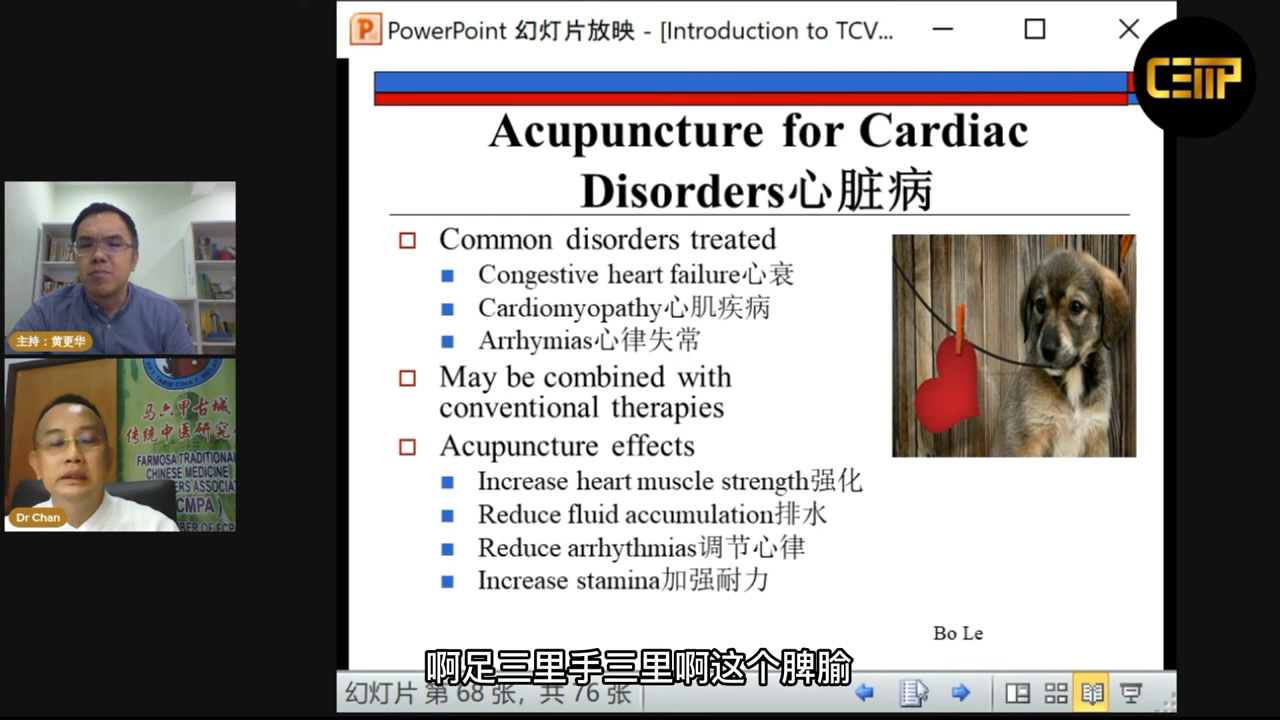 PowerPoint 幻灯片放映 - [Introduction to TCV...
CEMP
Acupuncture for Cardiac
Disorders心脏病
Common disorders treated
Congestive heart failure心衰
Cardiomyopathy心肌疾病
Arrhymias心律失常
May be combined with
conventional therapies
Acupuncture effects
Increase heart muscle strength强化
Reduce fluid accumulation排水
Reduce arrhythmias调节心律
Increase stamina加强耐力
Bo Le
主持：黄更华
马六甲古城
传统中医研究
FARMOSA TRADITIONAL
CHINESE MEDICINE
ERS ASSOCIA
CMPA )
BER OF FCP
Dr Chan
啊足三里手三里啊这个脾腧
幻灯片 第 68 张，共 76 张